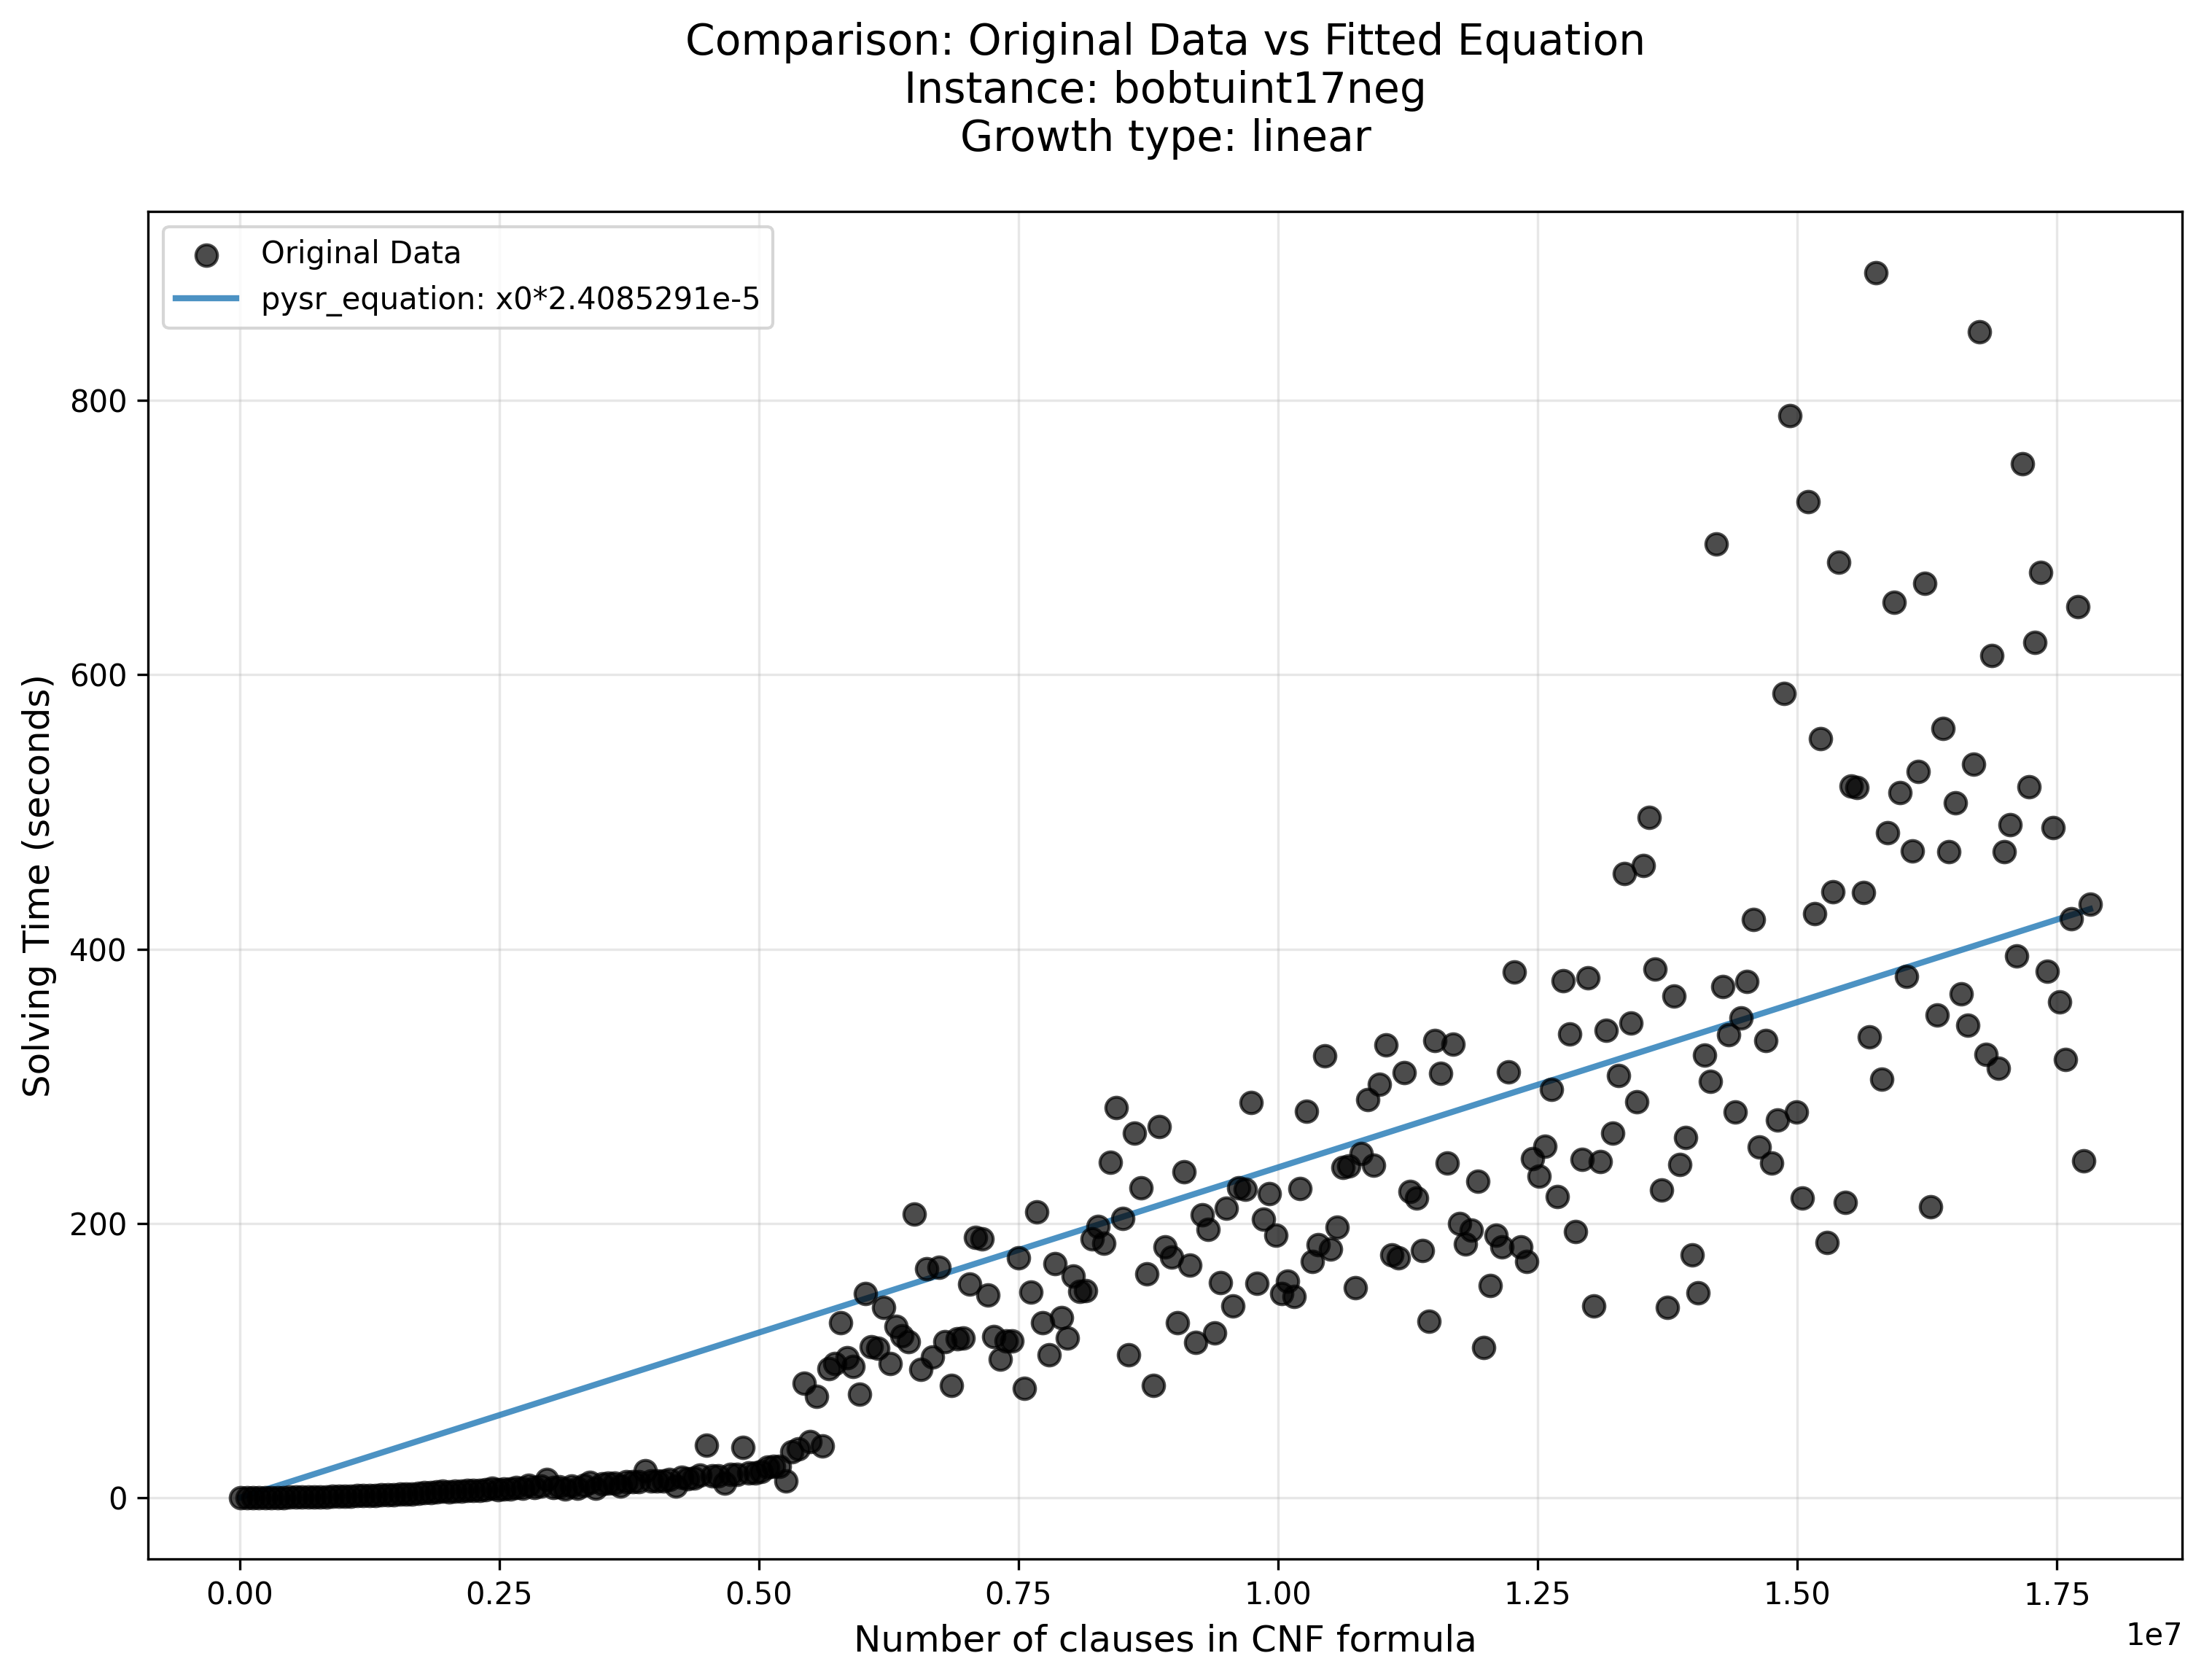 Comparison: Original Data vs Fitted Equation
Instance: bobtuint17neg
Growth type: linear
Original Data
pysr_equation: x0*2.4085291e-5
800
600
400
200
0
Solving Time (seconds)
0.00 0.25 0.50 0.75 1.00 1.25 1.50 1.75
1e7
Number of clauses in CNF formula